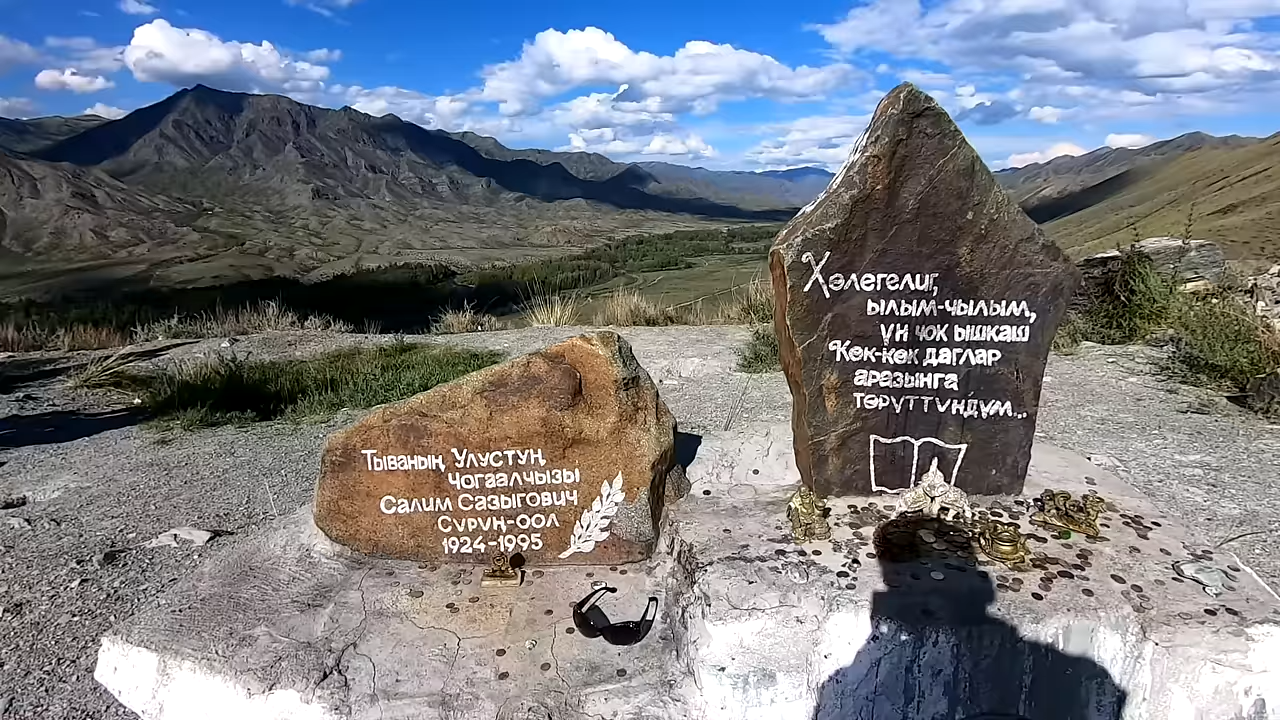 Тываның Улустуң
чогаалчызы
Салим Сазыгович
Сүрүң-оол
1924-1995
Хөлегелиг,
ылым-чылым,
үн чок ышкаш
Көк-көк даглар
аразынга
төрүттүндүм...